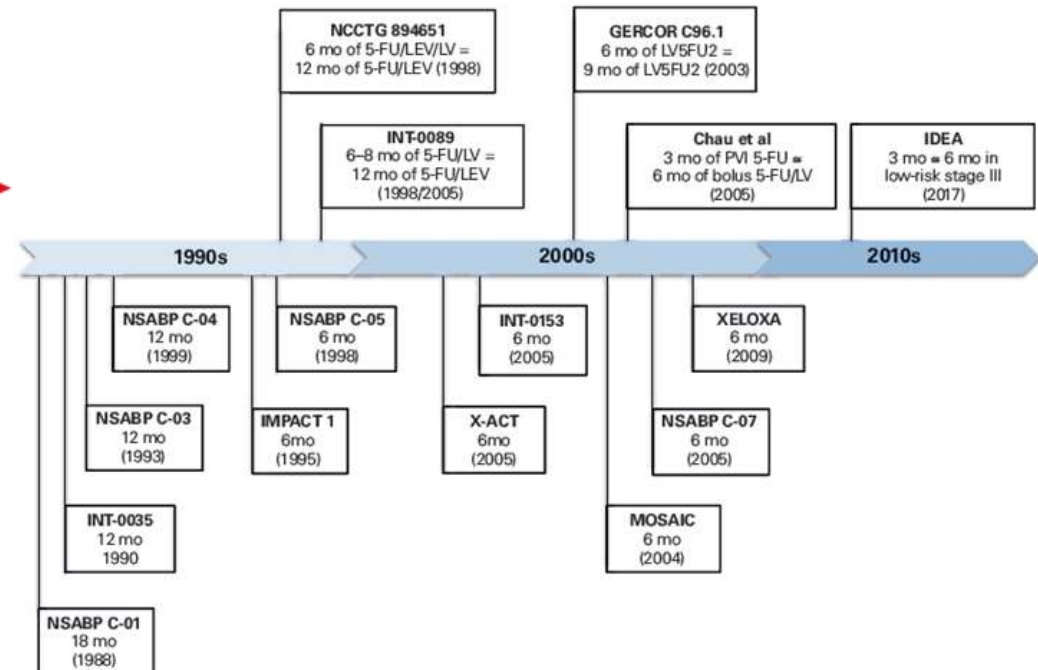 NCCTG 894651
6 mo of 5-FU/LEV/LV =
12 mo of 5-FU/LEV (1998)
GERCOR C96.1
6 mo of LV5FU2 =
9 mo of LV5FU2 (2003)
INT-0089
6–8 mo of 5-FU/LV =
12 mo of 5-FU/LEV
(1998/2005)
Chau et al
3 mo of PVI 5-FU ≅
6 mo of bolus 5-FU/LV
(2005)
IDEA
3 mo ≅ 6 mo in
low-risk stage III
(2017)
1990s
2000s
2010s
NSABP C-04
12 mo
(1999)
NSABP C-05
6 mo
(1998)
INT-0153
6 mo
(2005)
XELOXA
6 mo
(2009)
NSABP C-03
12 mo
(1993)
IMPACT 1
6mo
(1995)
X-ACT
6mo
(2005)
NSABP C-07
6 mo
(2005)
INT-0035
12 mo
1990
MOSAIC
6 mo
(2004)
NSABP C-01
18 mo
(1988)